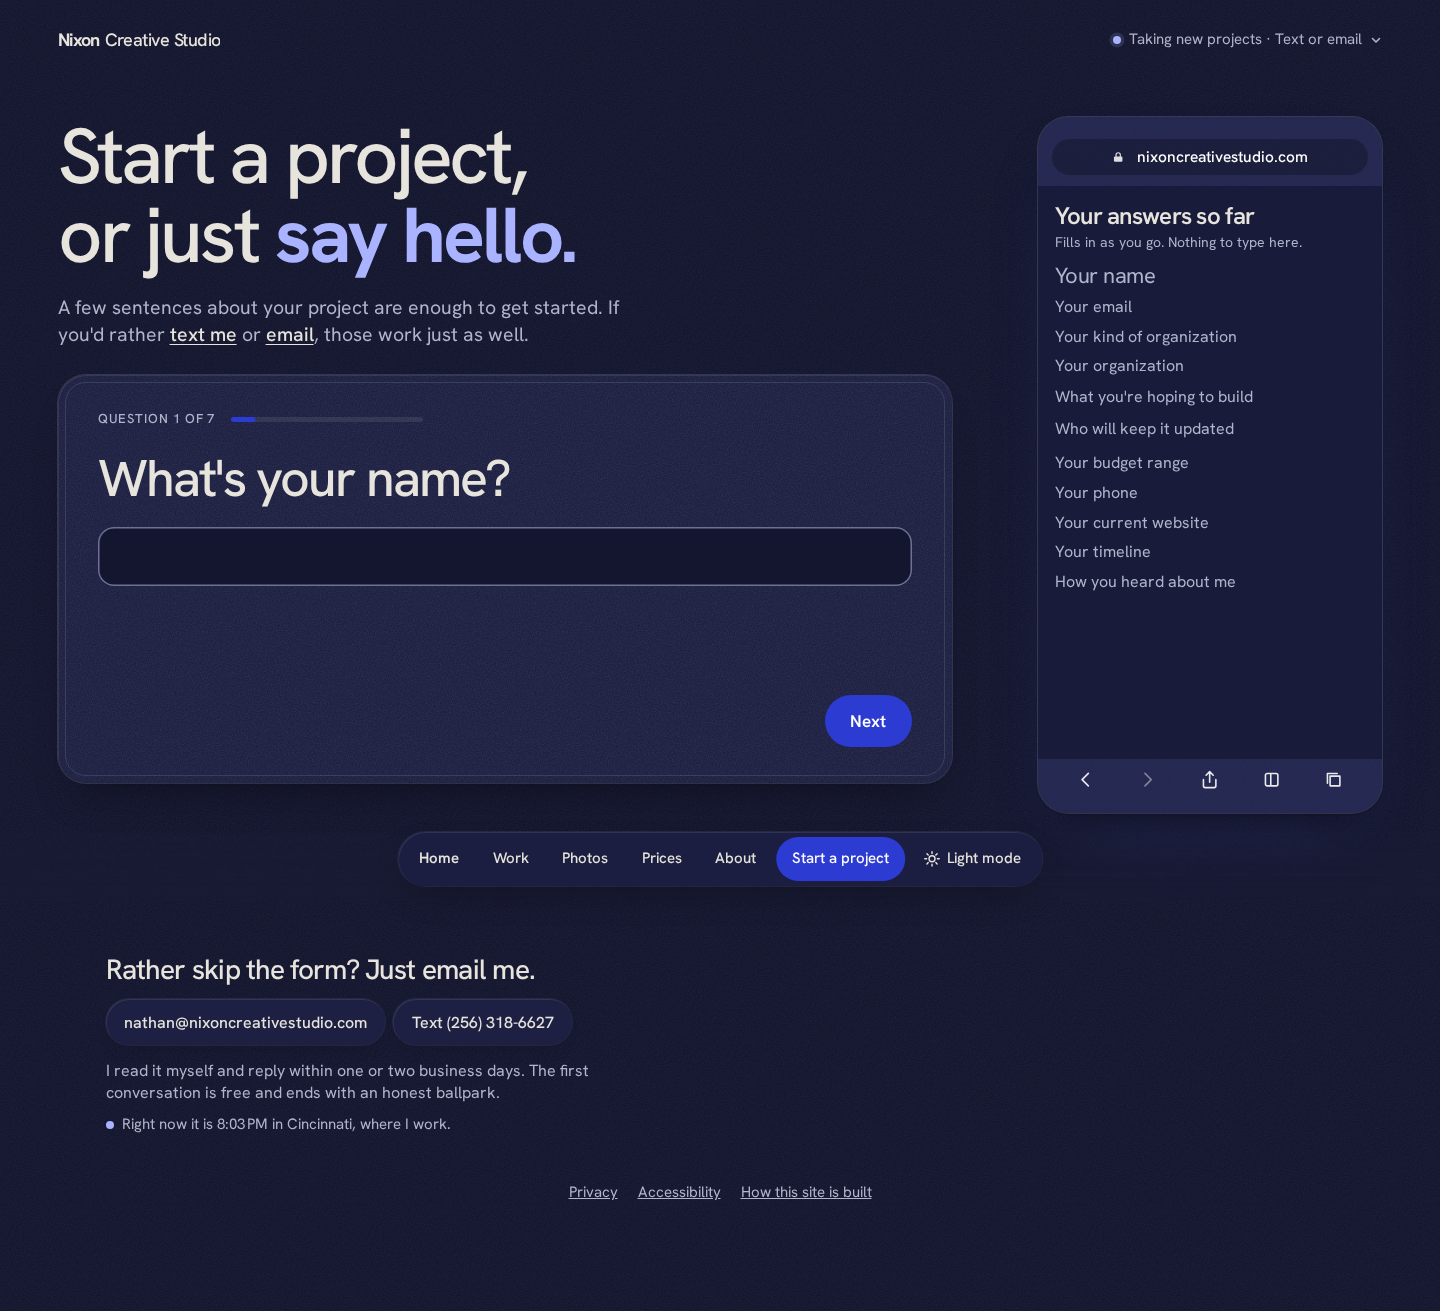 Nixon Creative Studio
Taking new projects · Text or email
Start a project,
or just say hello.
A few sentences about your project are enough to get started. If
you'd rather text me or email, those work just as well.
QUESTION 1 OF 7
What's your name?
Next
nixoncreativestudio.com
Your answers so far
Fills in as you go. Nothing to type here.
Your name
Your email
Your kind of organization
Your organization
What you're hoping to build
Who will keep it updated
Your budget range
Your phone
Your current website
Your timeline
How you heard about me
Home
Work
Photos
Prices
About
Start a project
Light mode
Rather skip the form? Just email me.
nathan@nixoncreativestudio.com
Text (256) 318-6627
I read it myself and reply within one or two business days. The first
conversation is free and ends with an honest ballpark.
Right now it is 8:03 PM in Cincinnati, where I work.
Privacy
Accessibility
How this site is built